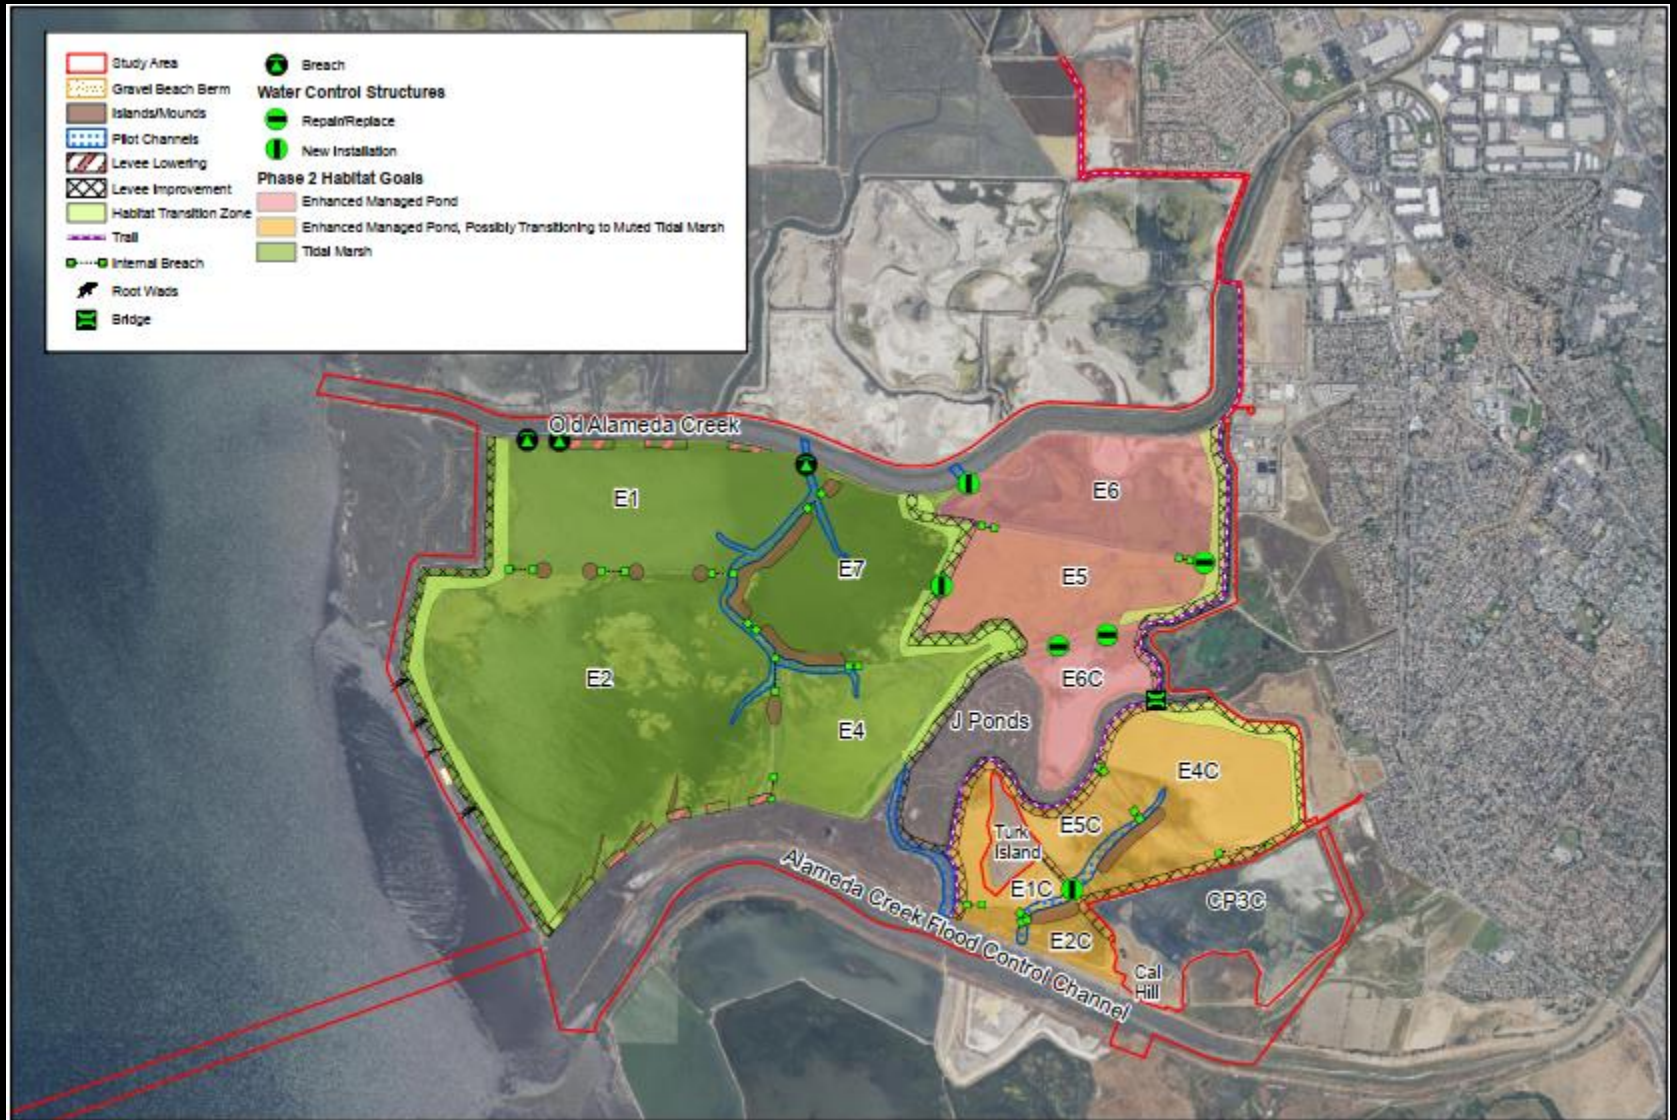 Study Area
Gravel Beach Berm
Islands/Mounds
Pilot Channels
Levee Lowering
Levee Improvement
Habitat Transition Zone
Trail
Internal Breach
Root Wads
Bridge
Breach
Water Control Structures
Repair/Replace
New Installation
Phase 2 Habitat Goals
Enhanced Managed Pond
Enhanced Managed Pond, Possibly Transitioning to Muted Tidal Marsh
Tidal Marsh
Old Alameda Creek
E1
E6
E7
E5
E2
E6C
E4
J Ponds
E4C
Turk
Island
E5C
E1C
CP3C
E2C
Alameda Creek Flood Control Channel
Cal
Hill